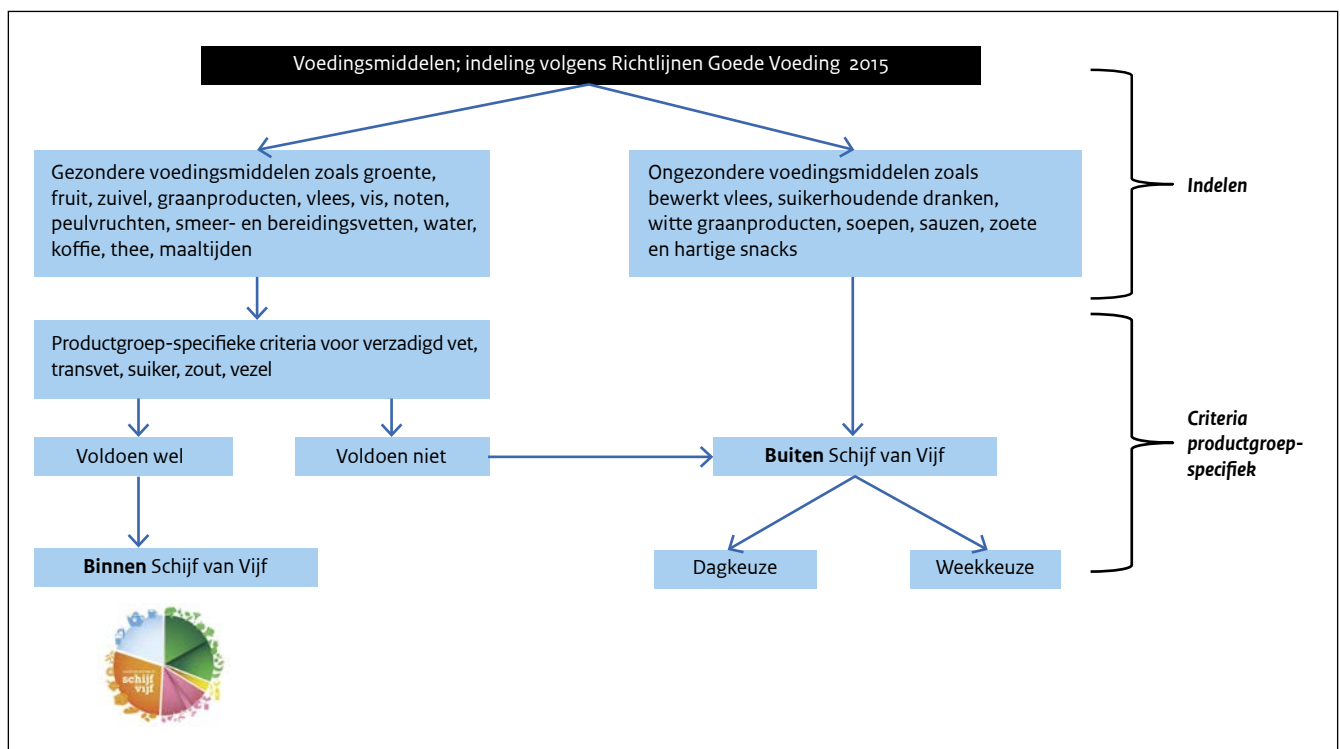 Voedingsmiddelen; indeling volgens Richtlijnen Goede Voeding 2015
Gezondere voedingsmiddelen zoals groente,
fruit, zuivel, graanproducten, vlees, vis, noten,
peulvruchten, smeer- en bereidingsvetten, water,
koffie, thee, maaltijden
Ongezondere voedingsmiddelen zoals
bewerkt vlees, suikerhoudende dranken,
witte graanproducten, soepen, sauzen, zoete
en hartige snacks
Indelen
Productgroep-specifieke criteria voor verzadigd vet,
transvet, suiker, zout, vezel
Voldoen wel
Voldoen niet
Buiten Schijf van Vijf
Criteria
productgroep-
specifiek
Binnen Schijf van Vijf
Dagkeuze
Weekkeuze
schijf
vijf